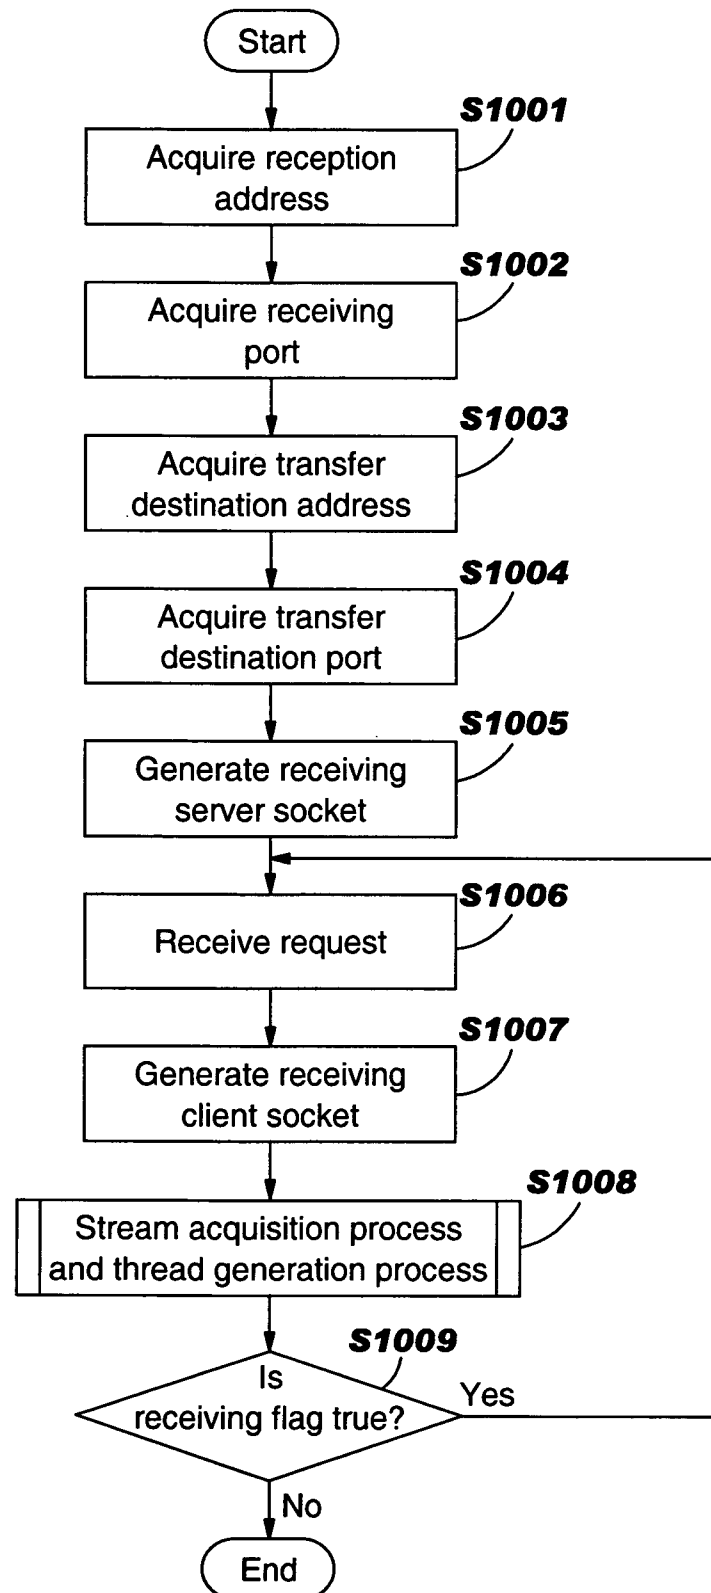 Start
S1001
Acquire reception
address
S1002
Acquire receiving
port
S1003
Acquire transfer
destination address
S1004
Acquire transfer
destination port
S1005
Generate receiving
server socket
S1006
Receive request
S1007
Generate receiving
client socket
S1008
Stream acquisition process
and thread generation process
S1009
Is
receiving flag true?
Yes
No
End